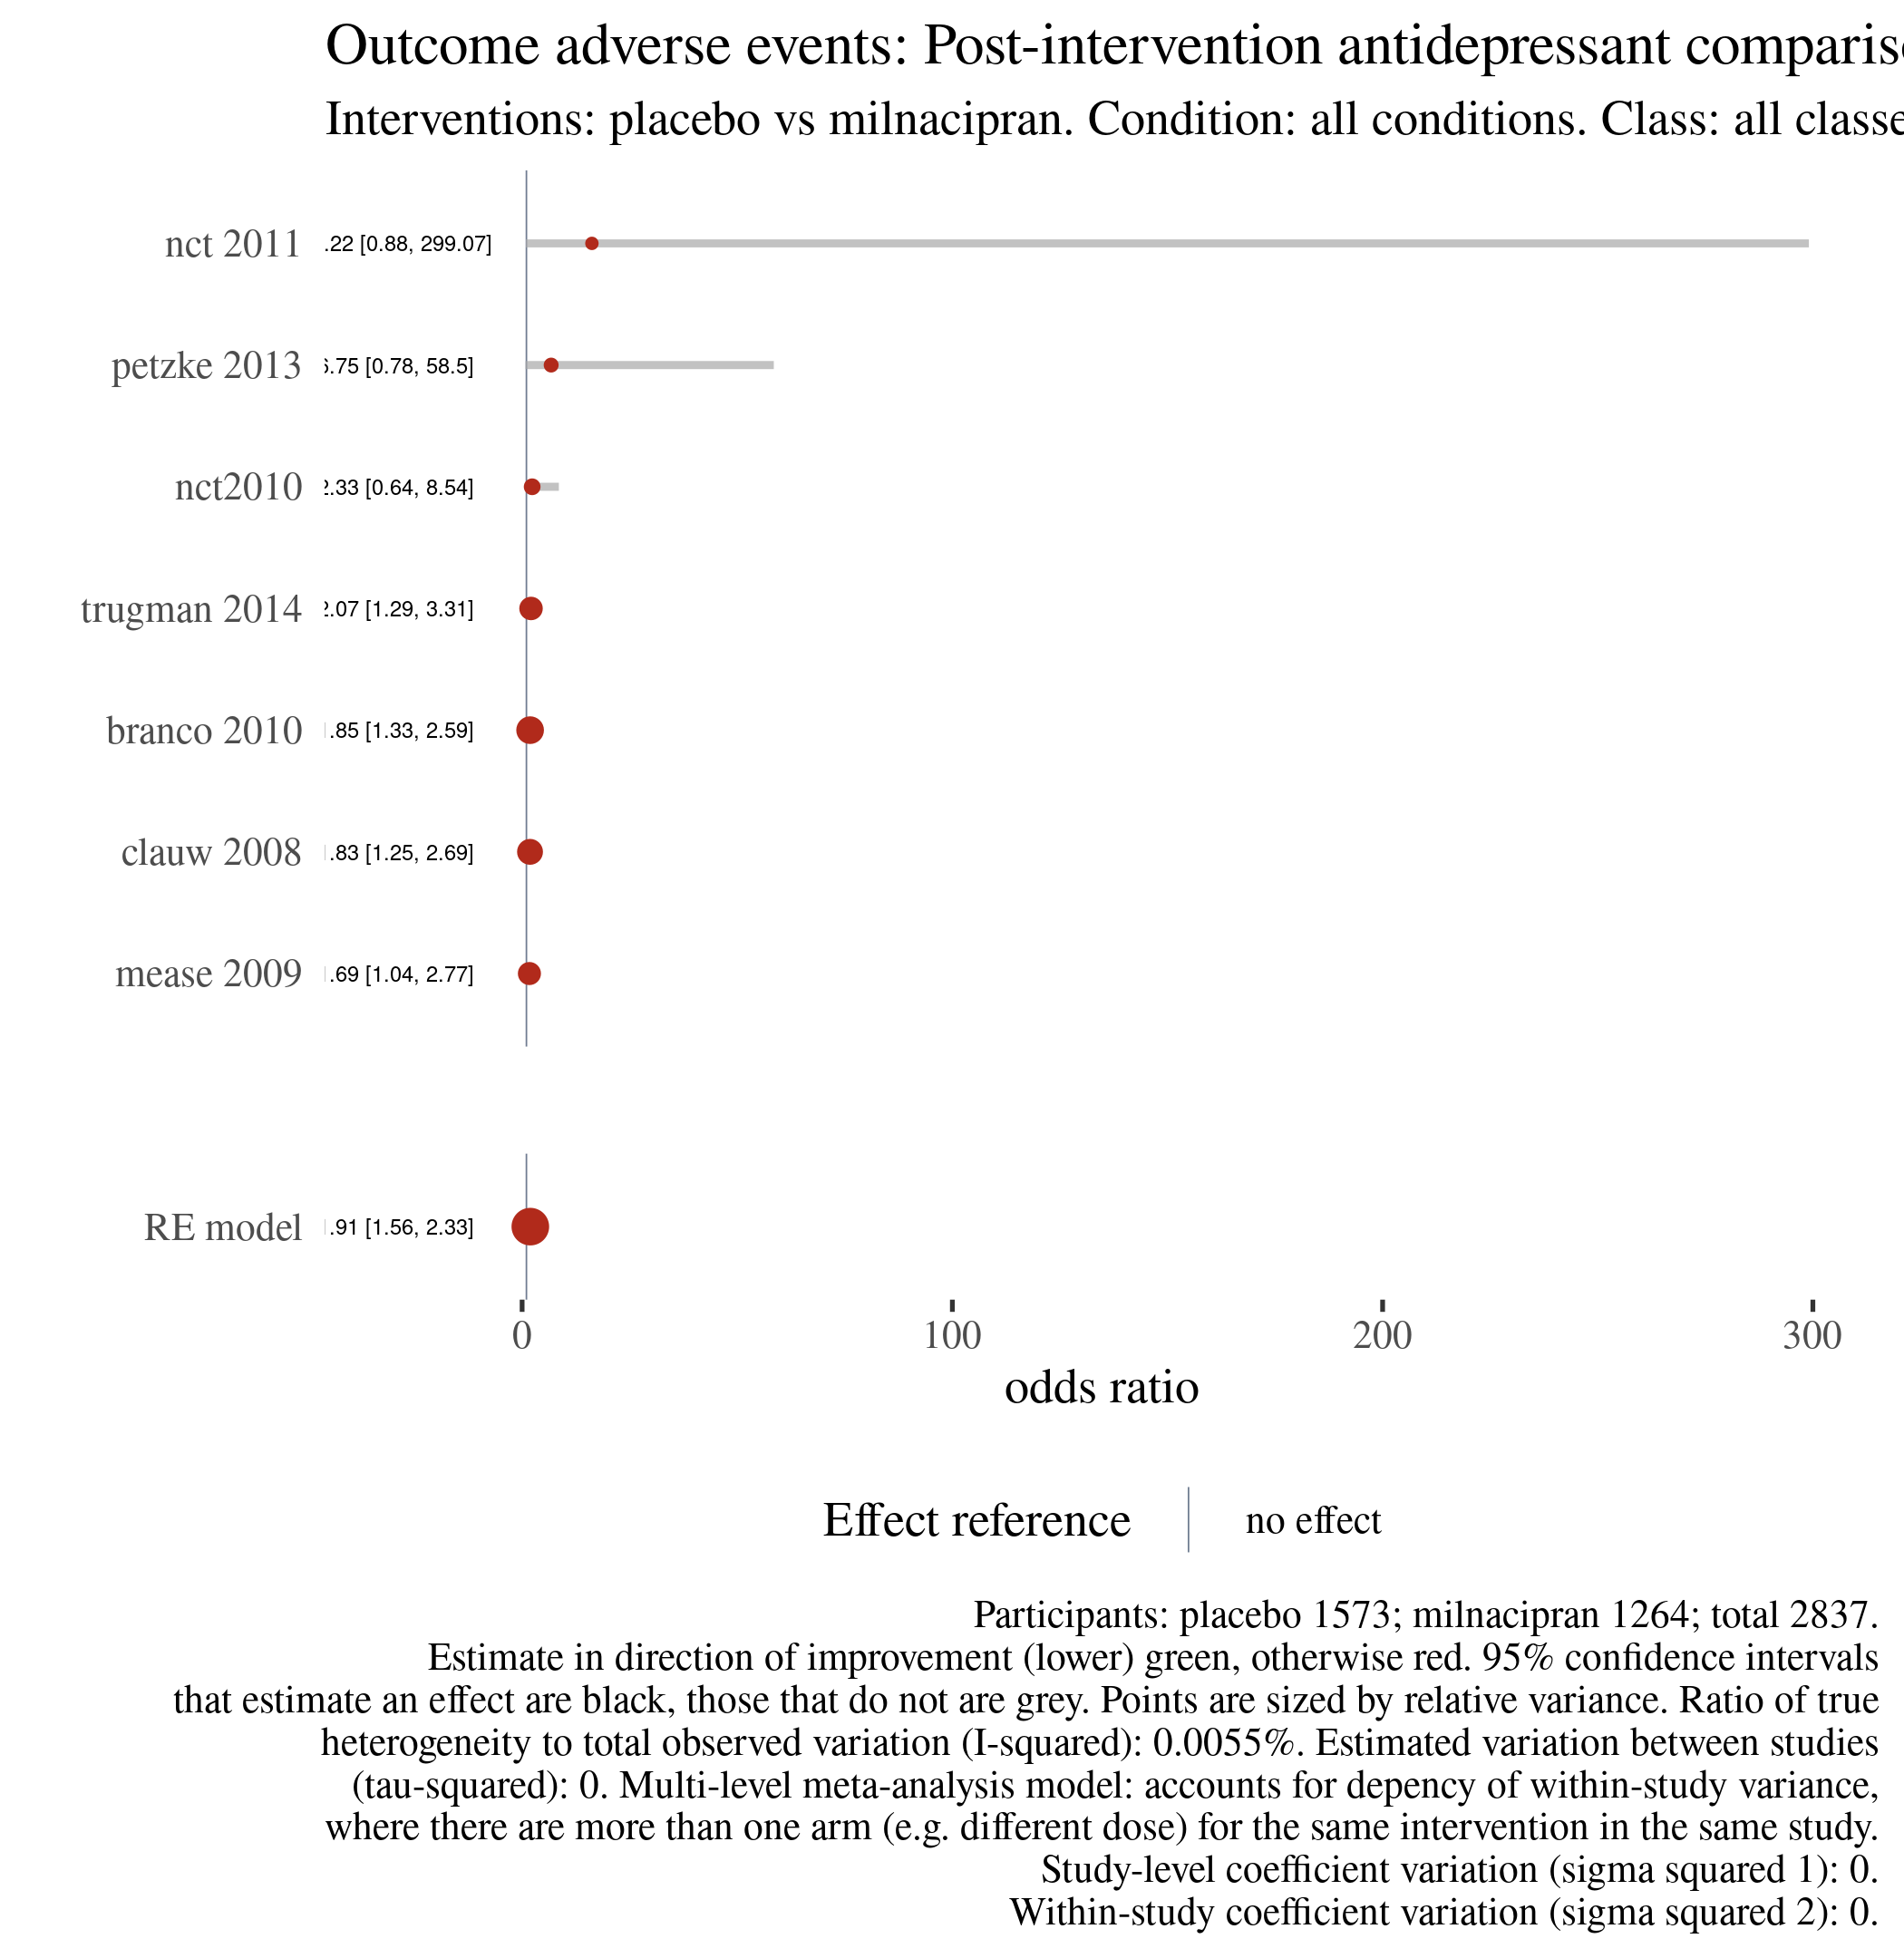 Outcome adverse events: Post-intervention antidepressant
Interventions: placebo vs milnacipran. Condition: all conditions. Class: all
nct 2011 .22 [0.88, 299.07]
petzke 2013 .75 [0.78, 58.5]
nct2010 .33 [0.64, 8.54]
trugman 2014 .07 [1.29, 3.31]
branco 2010 .85 [1.33, 2.59]
clauw 2008 .83 [1.25, 2.69]
mease 2009 .69 [1.04, 2.77]
RE model .91 [1.56, 2.33]
0 100 200 300
odds ratio
Effect reference no effect
Participants: placebo 1573; milnacipran 1264; total 2837.
Estimate in direction of improvement (lower) green, otherwise red. 95% confidence intervals
that estimate an effect are black, those that do not are grey. Points are sized by relative variance. Ratio of true
heterogeneity to total observed variation (I-squared): 0.0055%. Estimated variation between studies
(tau-squared): 0. Multi-level meta-analysis model: accounts for depency of within-study variance,
where there are more than one arm (e.g. different dose) for the same intervention in the same study.
Study-level coefficient variation (sigma squared 1): 0.
Within-study coefficient variation (sigma squared 2): 0.